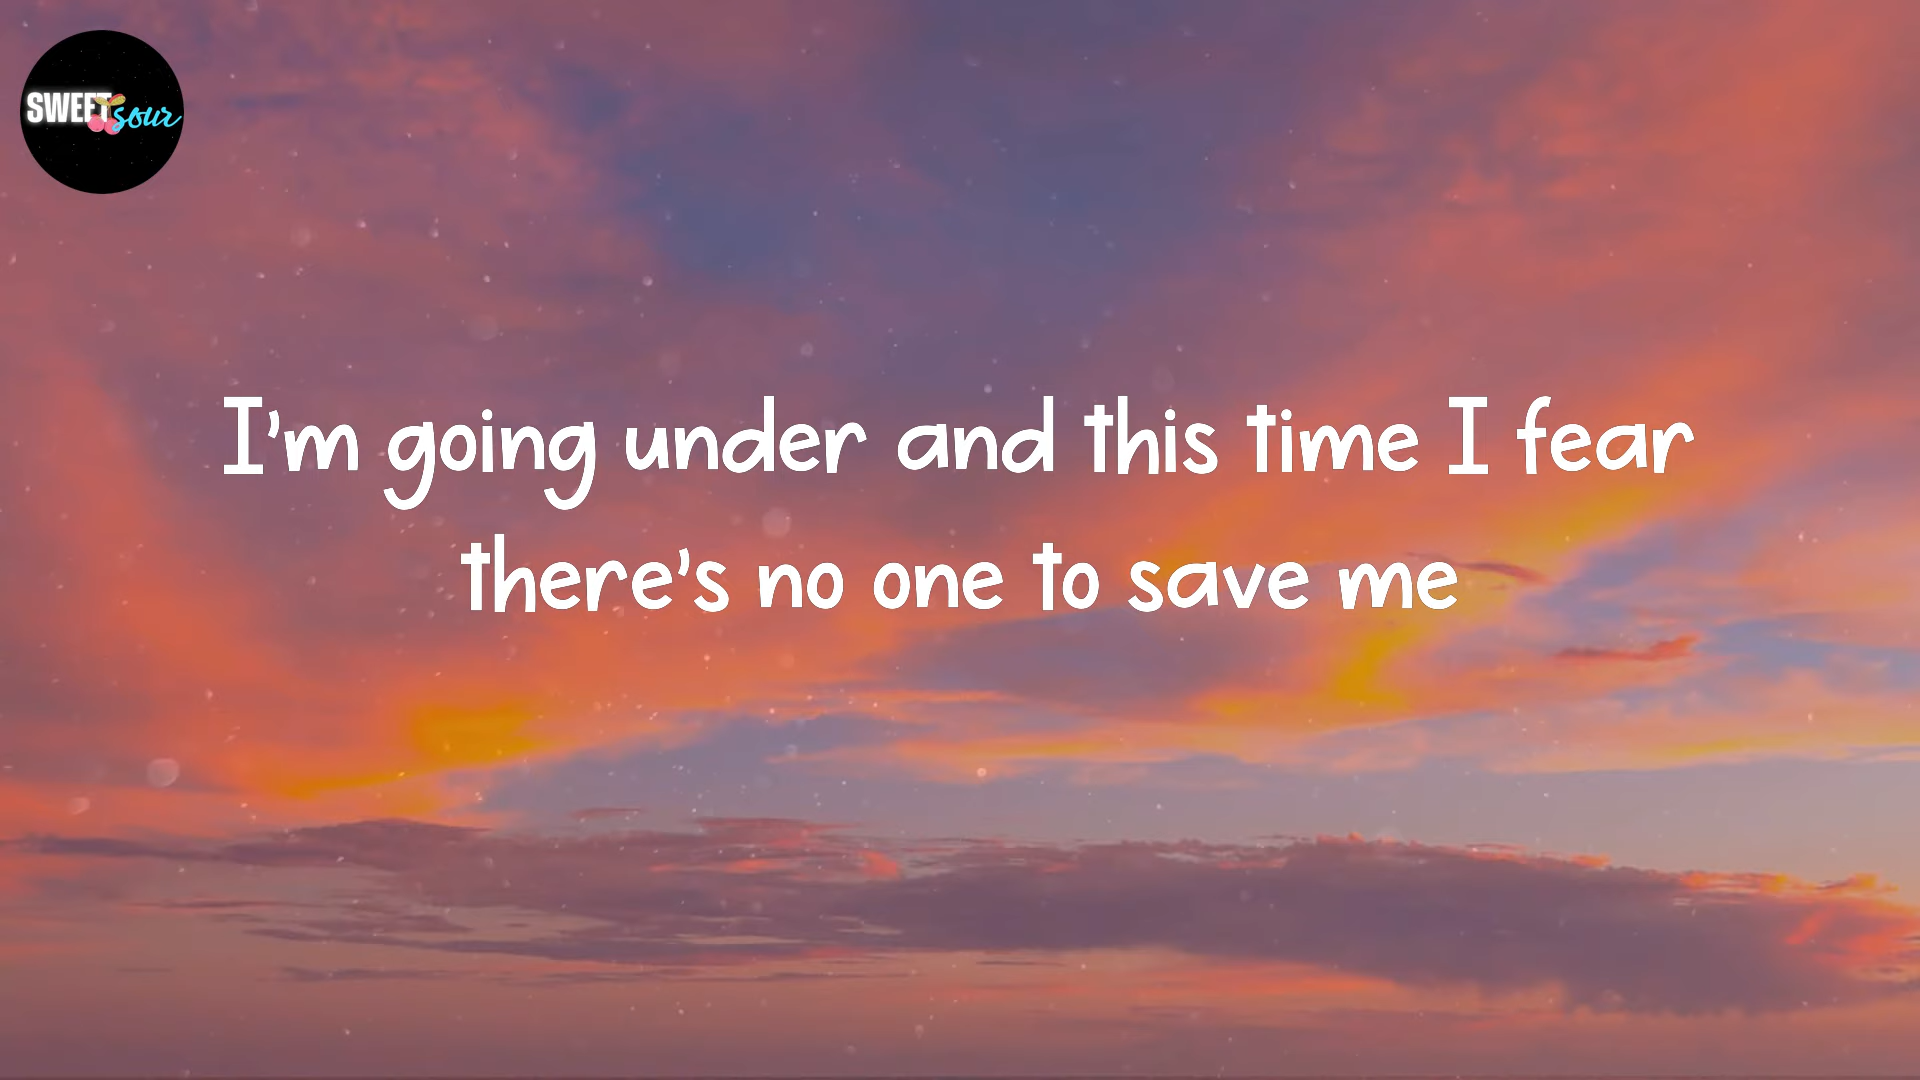 SWEET sour
I'm going under and this time I fear
there's no one to save me